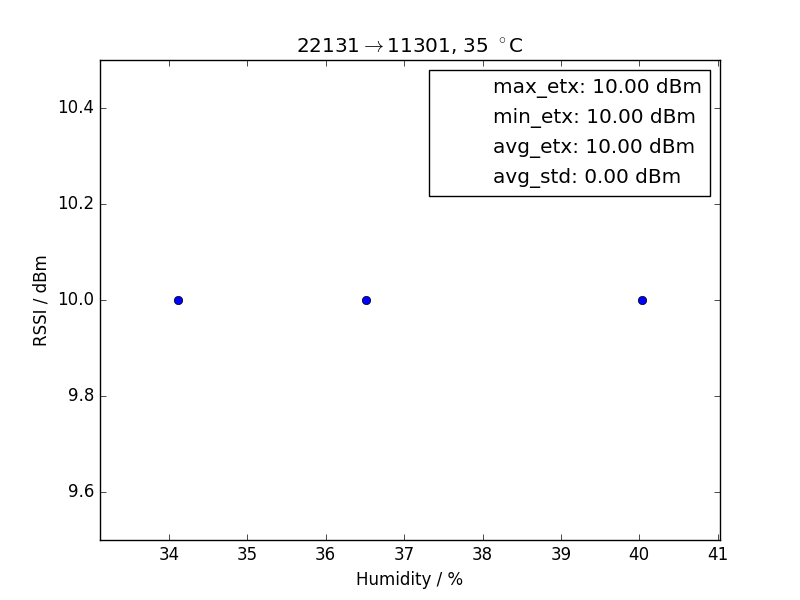 22131→11301, 35 °C
max_etx: 10.00 dBm
min_etx: 10.00 dBm
avg_etx: 10.00 dBm
avg_std: 0.00 dBm
RSSI / dBm
10.4
10.2
10.0
9.8
9.6
34 35 36 37 38 39 40 41
Humidity / %